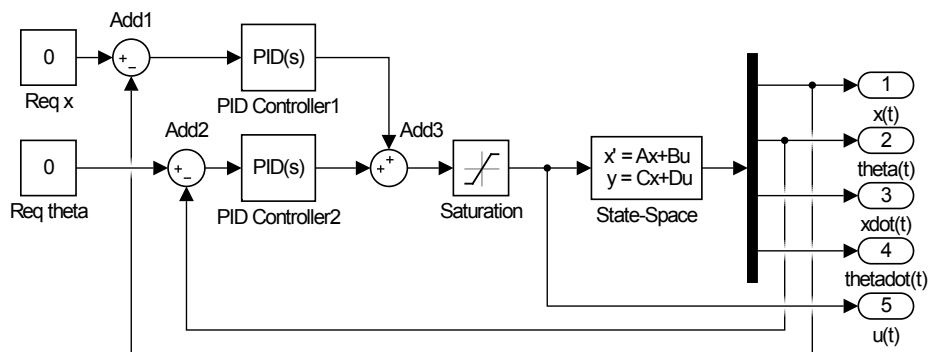 Add1
0
+
−
PID(s)
Req x
PID Controller1
1
x(t)
Add2
Add3
0
+
−
PID(s)
+
+
x' = Ax+Bu
y = Cx+Du
2
theta(t)
Req theta
PID Controller2
Saturation
State-Space
3
xdot(t)
4
thetadot(t)
5
u(t)